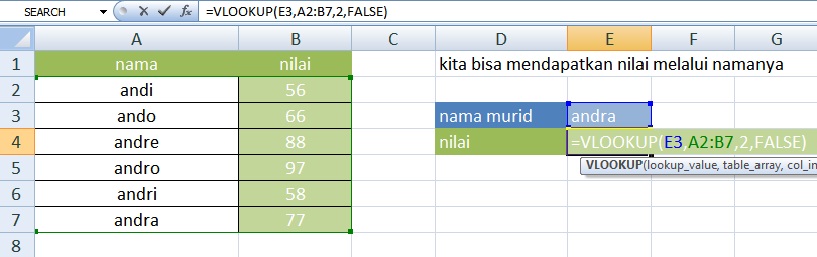 SEARCH fx =VLOOKUP(E3,A2:B7,2,FALSE)
A B C D E F G
1 nama nilai kita bisa mendapatkan nilai melalui namanya
2 andi 56
3 ando 66 nama murid andra
4 andre 88 nilai =VLOOKUP(E3,A2:B7,2,FALSE)
5 andro 97 VLOOKUP(lookup_value, table_array, col_in
6 andri 58
7 andra 77
8